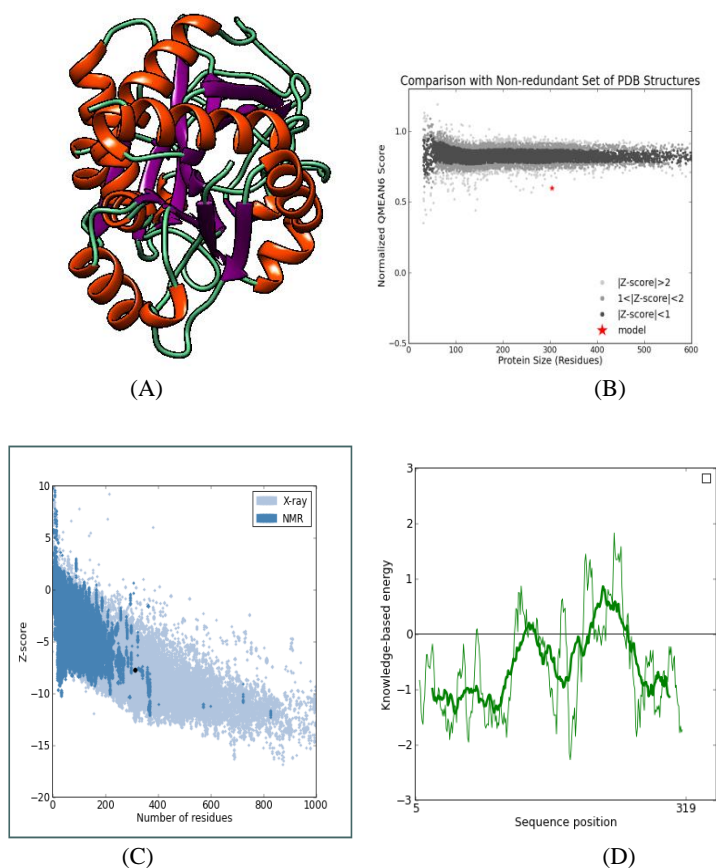 Comparison with Non-redundant Set of PDB Structures
Normalized QMEAN6 Score
1.0
0.5
0.0
−0.5
|Z-score|>2
1<|Z-score|<2
|Z-score|<1
model
0 100 200 300 400 500 600
Protein Size (Residues)
(A) (B)
10
5
0
−5
−10
−15
−20
Z-score
X-ray
NMR
0 200 400 600 800 1000
Number of residues
3
2
1
0
−1
−2
−3
Knowledge-based energy
5 319
Sequence position
(C) (D)